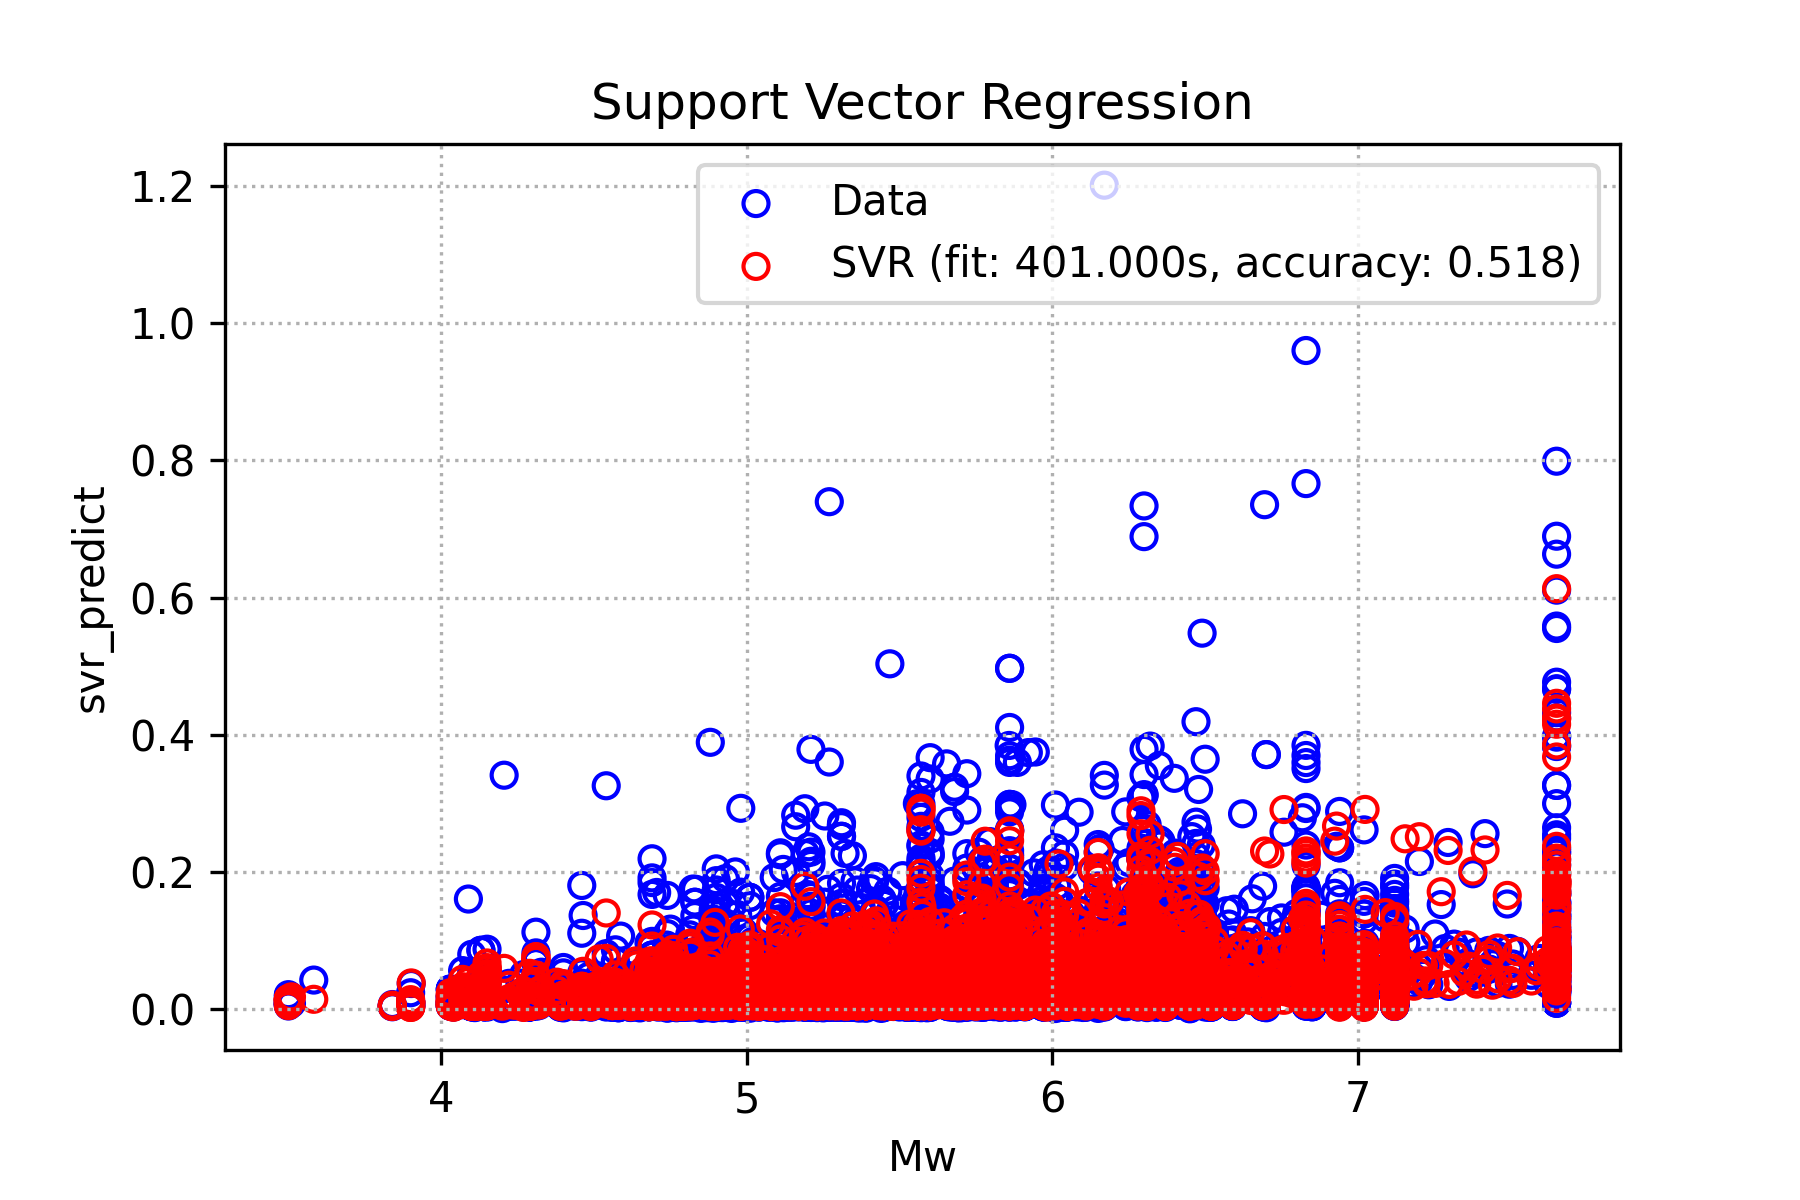 Support Vector Regression
Data
SVR (fit: 401.000s, accuracy: 0.518)
svr_predict
1.2
1.0
0.8
0.6
0.4
0.2
0.0
4
5
6
7
Mw